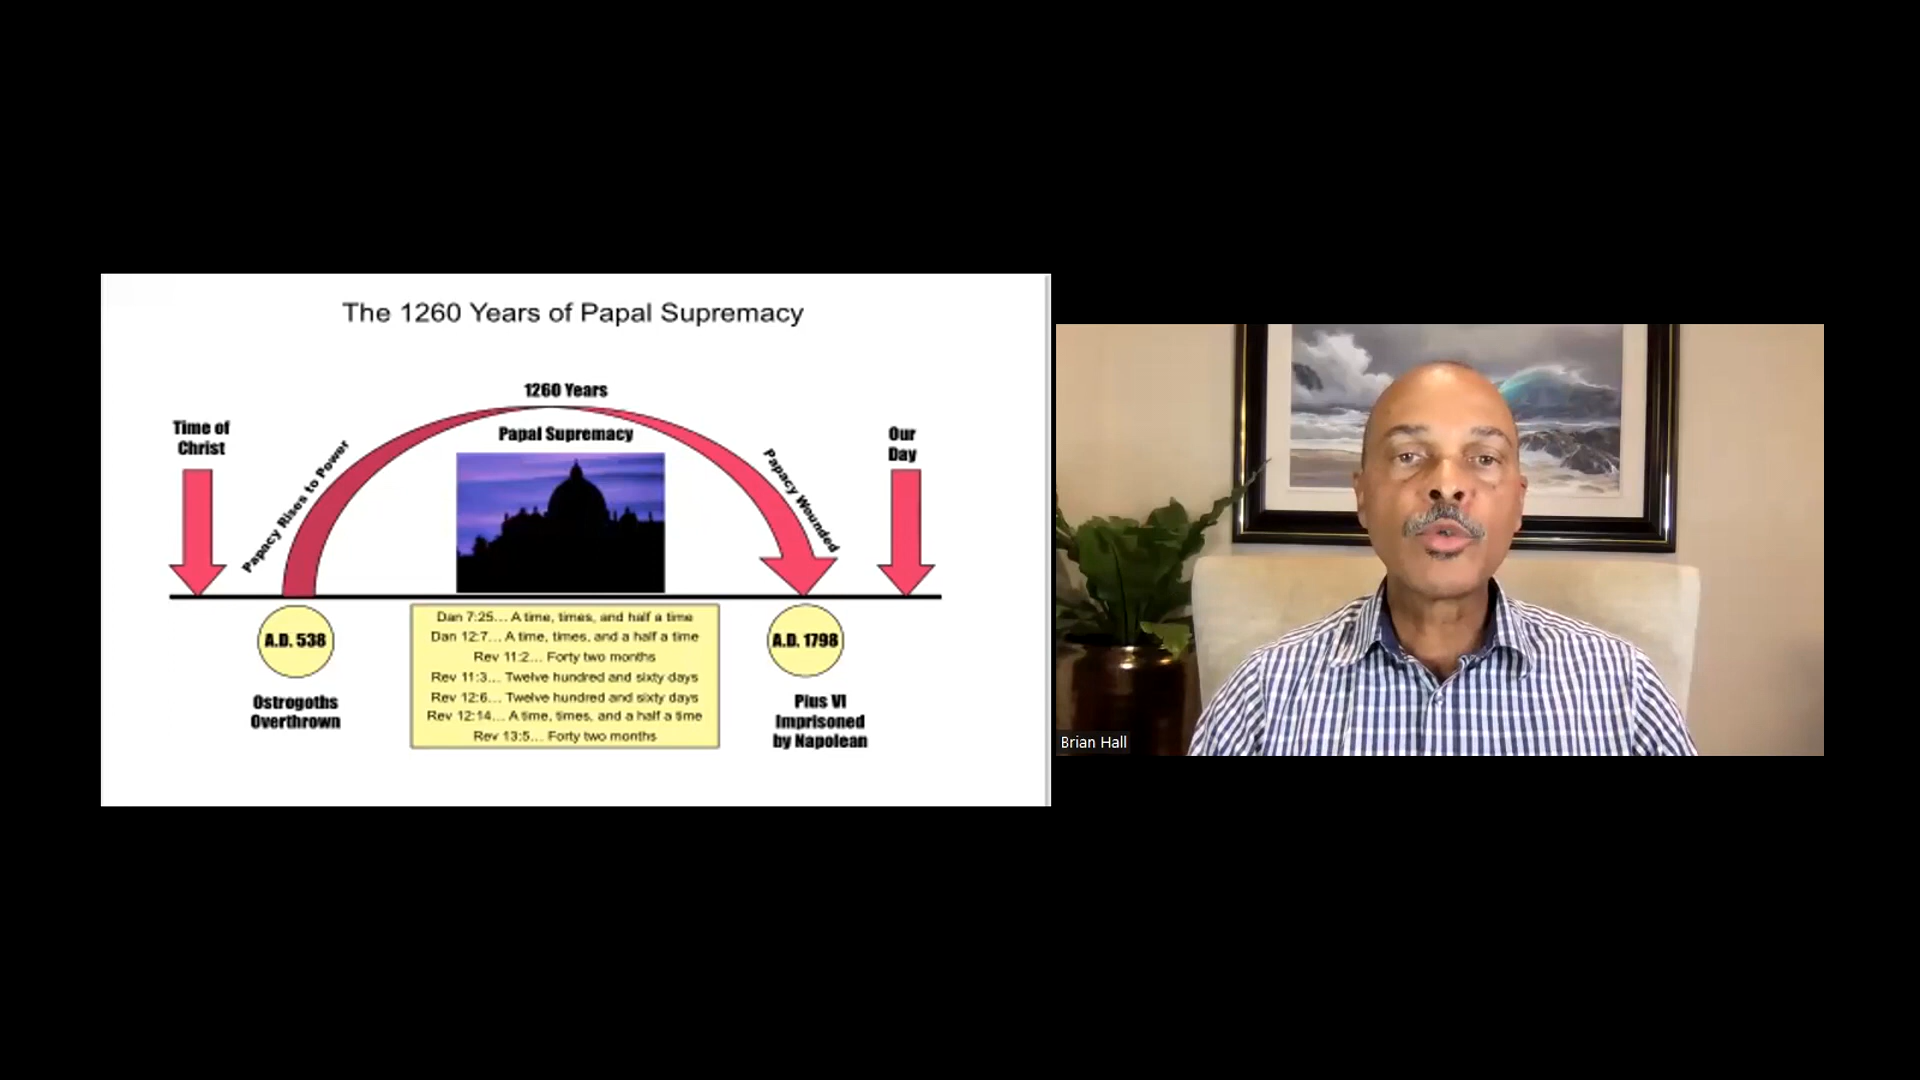 The 1260 Years of Papal Supremacy
1260 Years
Time of
Christ
Papacy Rises to Power
Papal Supremacy
Papacy Wounded
Our
Day
A.D. 538
Ostrogoths
Overthrown
Dan 7:25... A time, times, and half a time
Dan 12:7... A time, times, and a half a time
Rev 11:2... Forty two months
Rev 11:3... Twelve hundred and sixty days
Rev 12:6... Twelve hundred and sixty days
Rev 12:14... A time, times, and a half a time
Rev 13:5... Forty two months
A.D. 1798
Pius VI
Imprisoned
by Napolean
Brian Hall